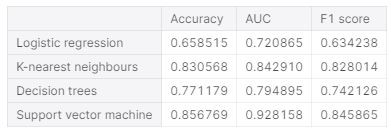 Accuracy AUC F1 score
Logistic regression 0.658515 0.720865 0.634238
K-nearest neighbours 0.830568 0.842910 0.828014
Decision trees 0.771179 0.794895 0.742126
Support vector machine 0.856769 0.928158 0.845865